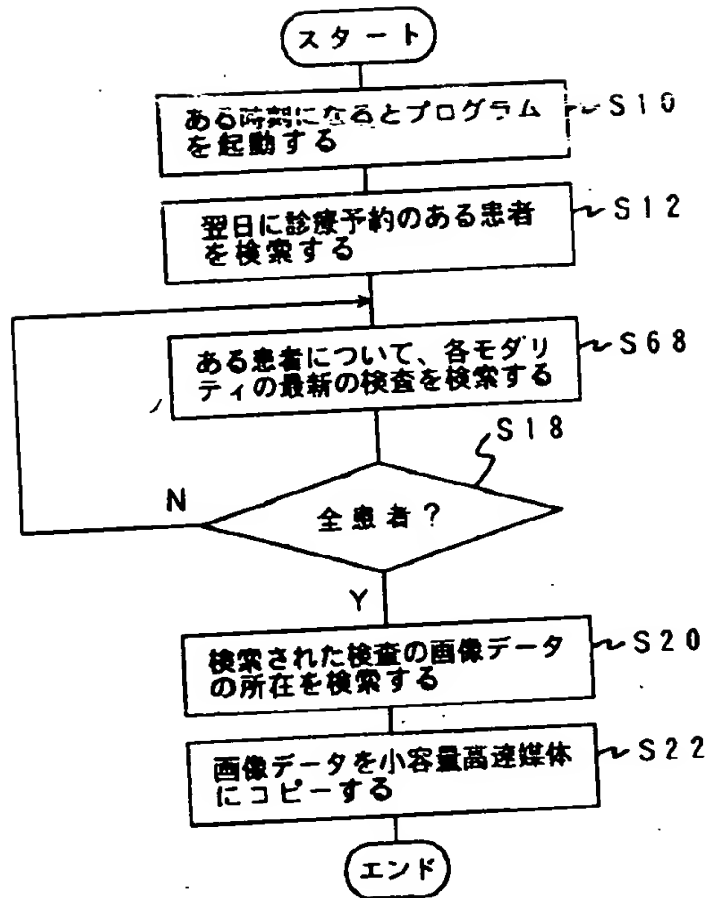 スタート
ある時刻になるとプログラム
を起動する
S10
翌日に診療予約のある患者
を検索する
S12
ある患者について、各モダリ
ティの最新の検査を検索する
S68
S18
全患者?
N
Y
検索された検査の画像データ
の所在を検索する
S20
画像データを小容量高速媒体
にコピーする
S22
エンド